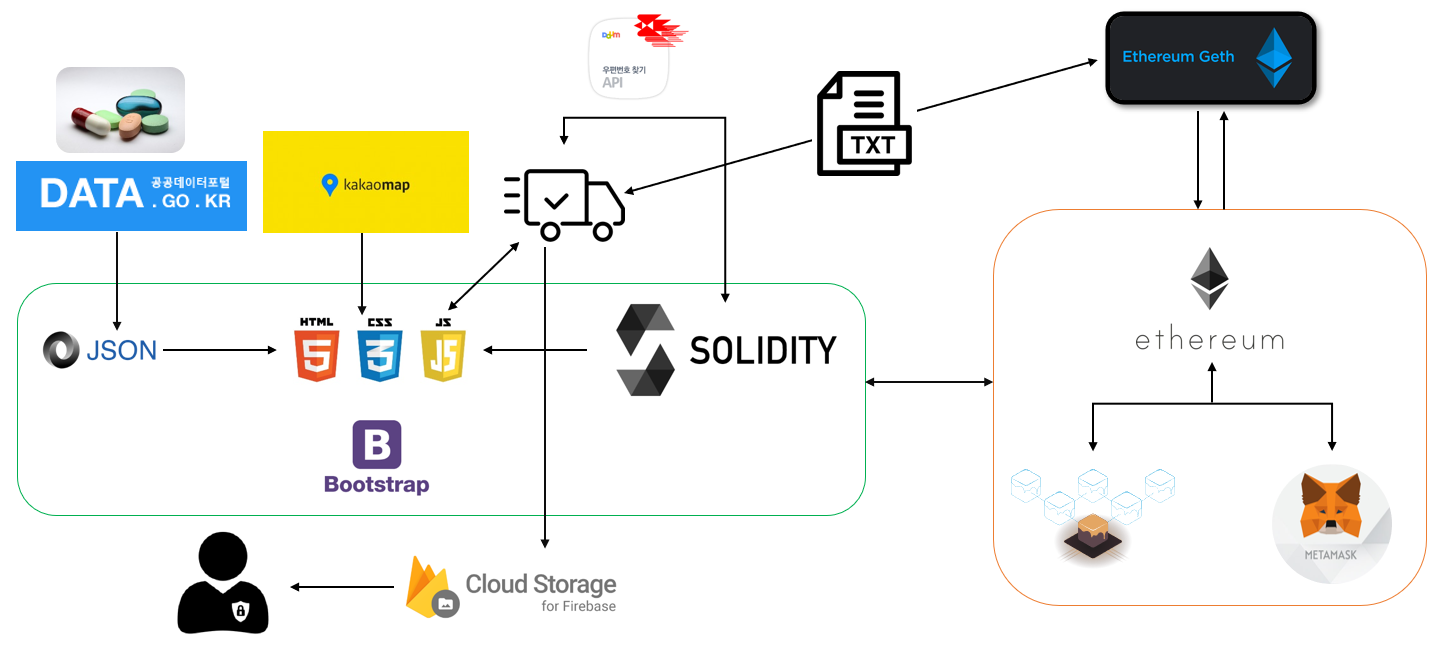 Daum
우편번호 찾기
API
Ethereum Geth
TXT
DATA 공공데이터포털
. GO . KR
kakaomap
JSON
HTML
CSS
JS
5
3
JS
SOLIDITY
ethereum
B
Bootstrap
METAMASK
Cloud Storage
for Firebase